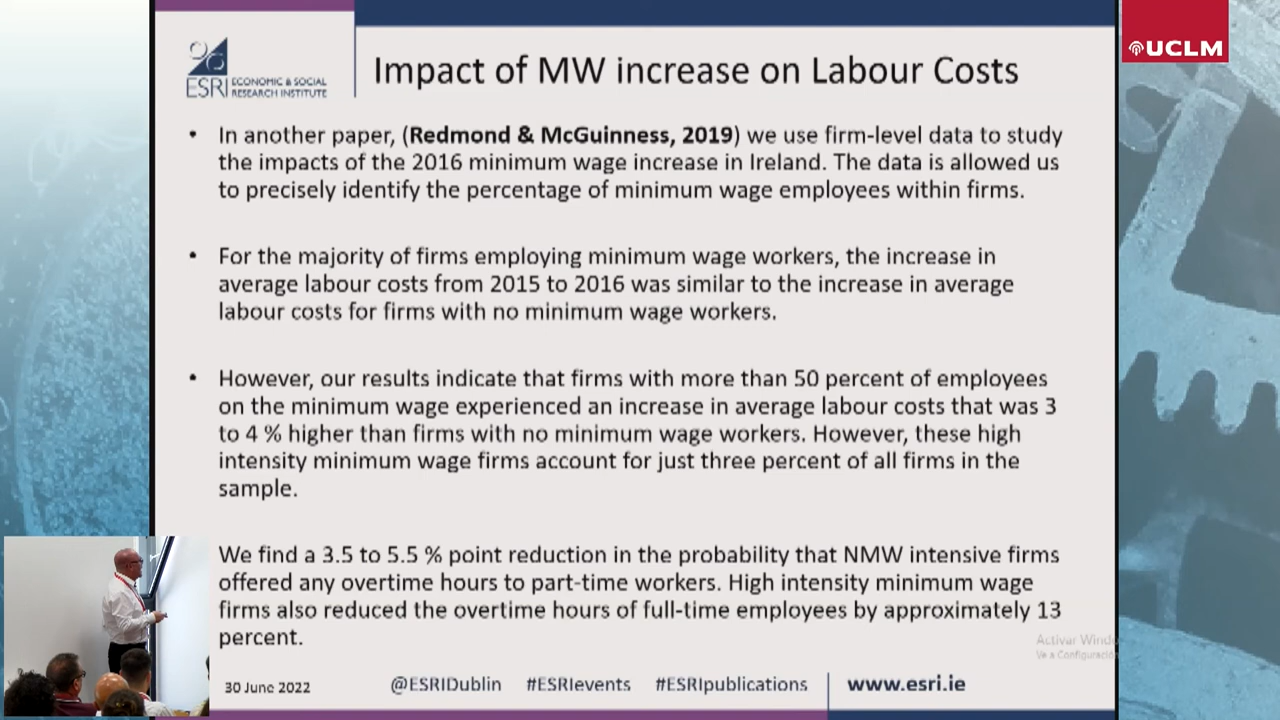 UCLM
ESRI
ECONOMIC & SOCIAL
RESEARCH INSTITUTE
Impact of MW increase on Labour Costs
• In another paper, (Redmond & McGuinness, 2019) we use firm-level data to study
the impacts of the 2016 minimum wage increase in Ireland. The data is allowed us
to precisely identify the percentage of minimum wage employees within firms.
• For the majority of firms employing minimum wage workers, the increase in
average labour costs from 2015 to 2016 was similar to the increase in average
labour costs for firms with no minimum wage workers.
• However, our results indicate that firms with more than 50 percent of employees
on the minimum wage experienced an increase in average labour costs that was 3
to 4 % higher than firms with no minimum wage workers. However, these high
intensity minimum wage firms account for just three percent of all firms in the
sample.
We find a 3.5 to 5.5 % point reduction in the probability that NMW intensive firms
offered any overtime hours to part-time workers. High intensity minimum wage
firms also reduced the overtime hours of full-time employees by approximately 13
percent.
Activar Windo
Ve a Configuración
30 June 2022
@ESRIDublin #ESRIevents #ESRIpublications
www.esri.ie